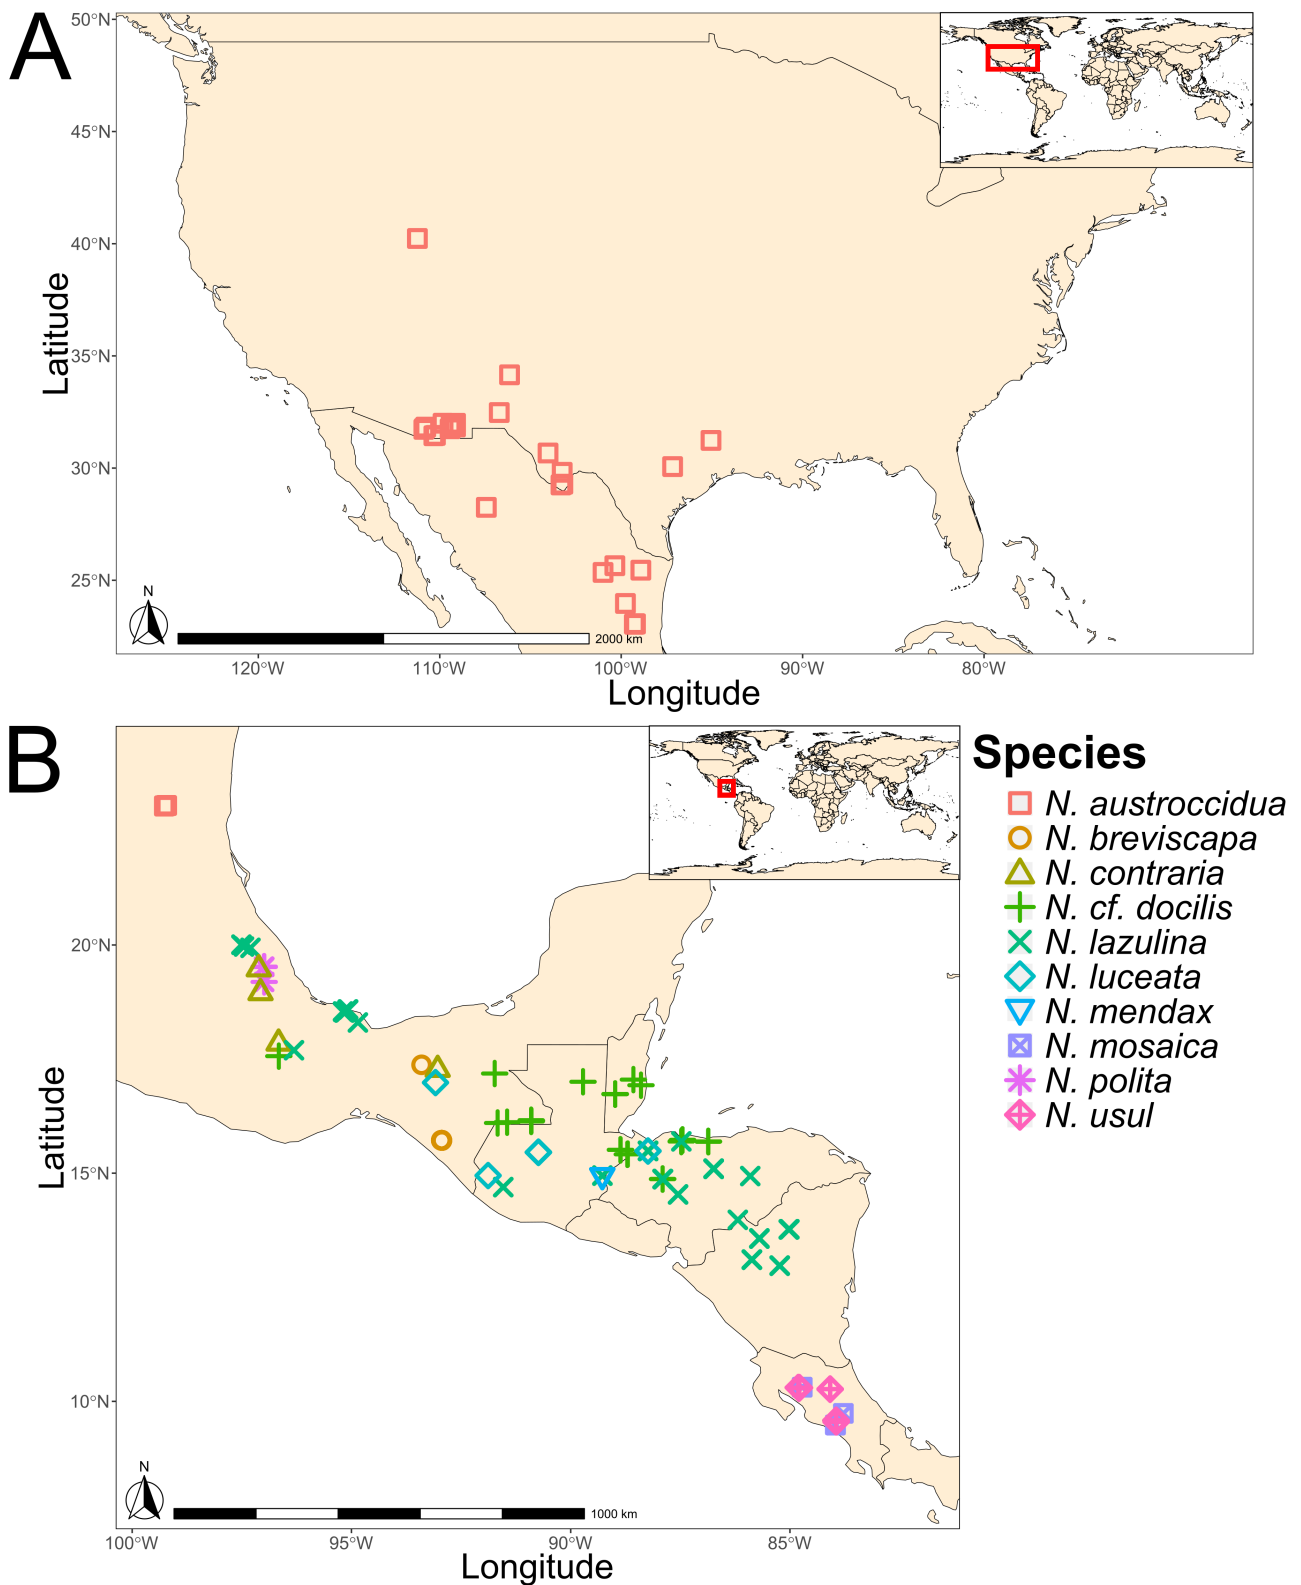 A
50°N
45°N
40°N
35°N
30°N
25°N
Latitude
N
2000 km
120°W
110°W
100°W
90°W
80°W
Longitude
B
20°N
15°N
10°N
Latitude
N
1000 km
100°W
95°W
90°W
85°W
Longitude
Species
N. austroccidua
N. breviscapa
N. contraria
N. cf. docilis
N. lazulina
N. luceata
N. mendax
N. mosaica
N. polita
N. usul